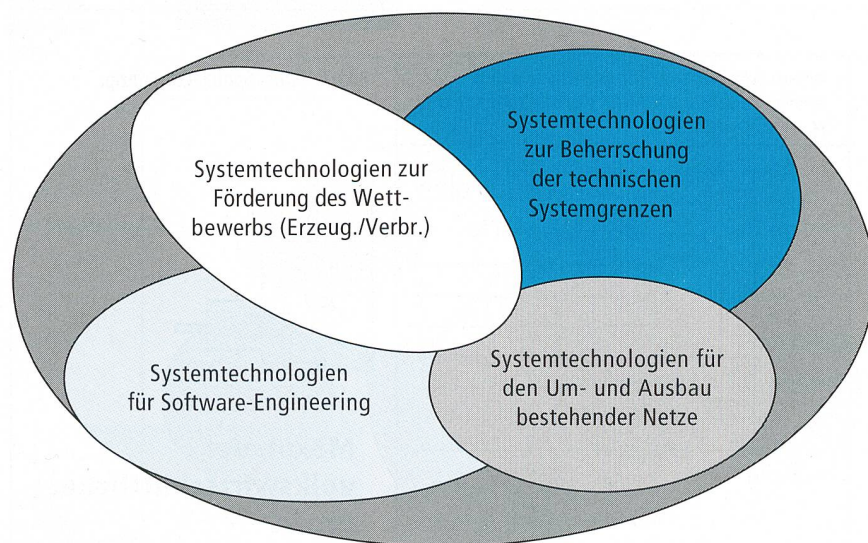 Systemtechnologien zur
Förderung des Wett-
bewerbs (Erzeug./Verbr.)
Systemtechnologien
zur Beherrschung
der technischen
Systemgrenzen
Systemtechnologien
für Software-Engineering
Systemtechnologien für
den Um- und Ausbau
bestehender Netze